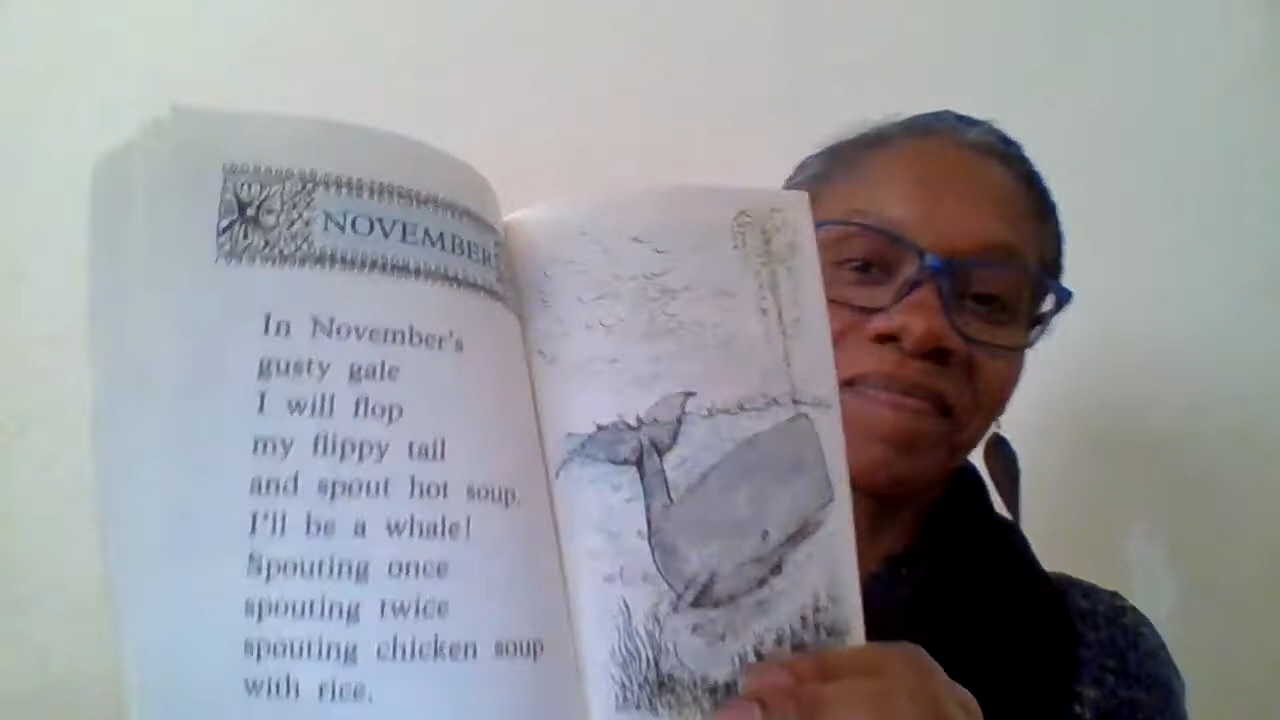 NOVEMBER
In November's
gusty gale
I will flop
my flippy tail
and spout hot soup.
I'll be a whale!
Spouting once
spouting twice
spouting chicken soup
with rice.